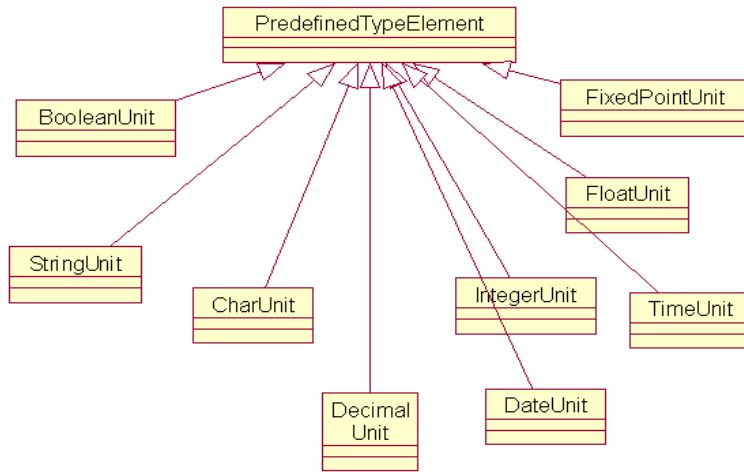 PredefinedTypeElement
BooleanUnit
FixedPointUnit
FloatUnit
StringUnit
CharUnit
IntegerUnit
TimeUnit
Decimal
Unit
DateUnit